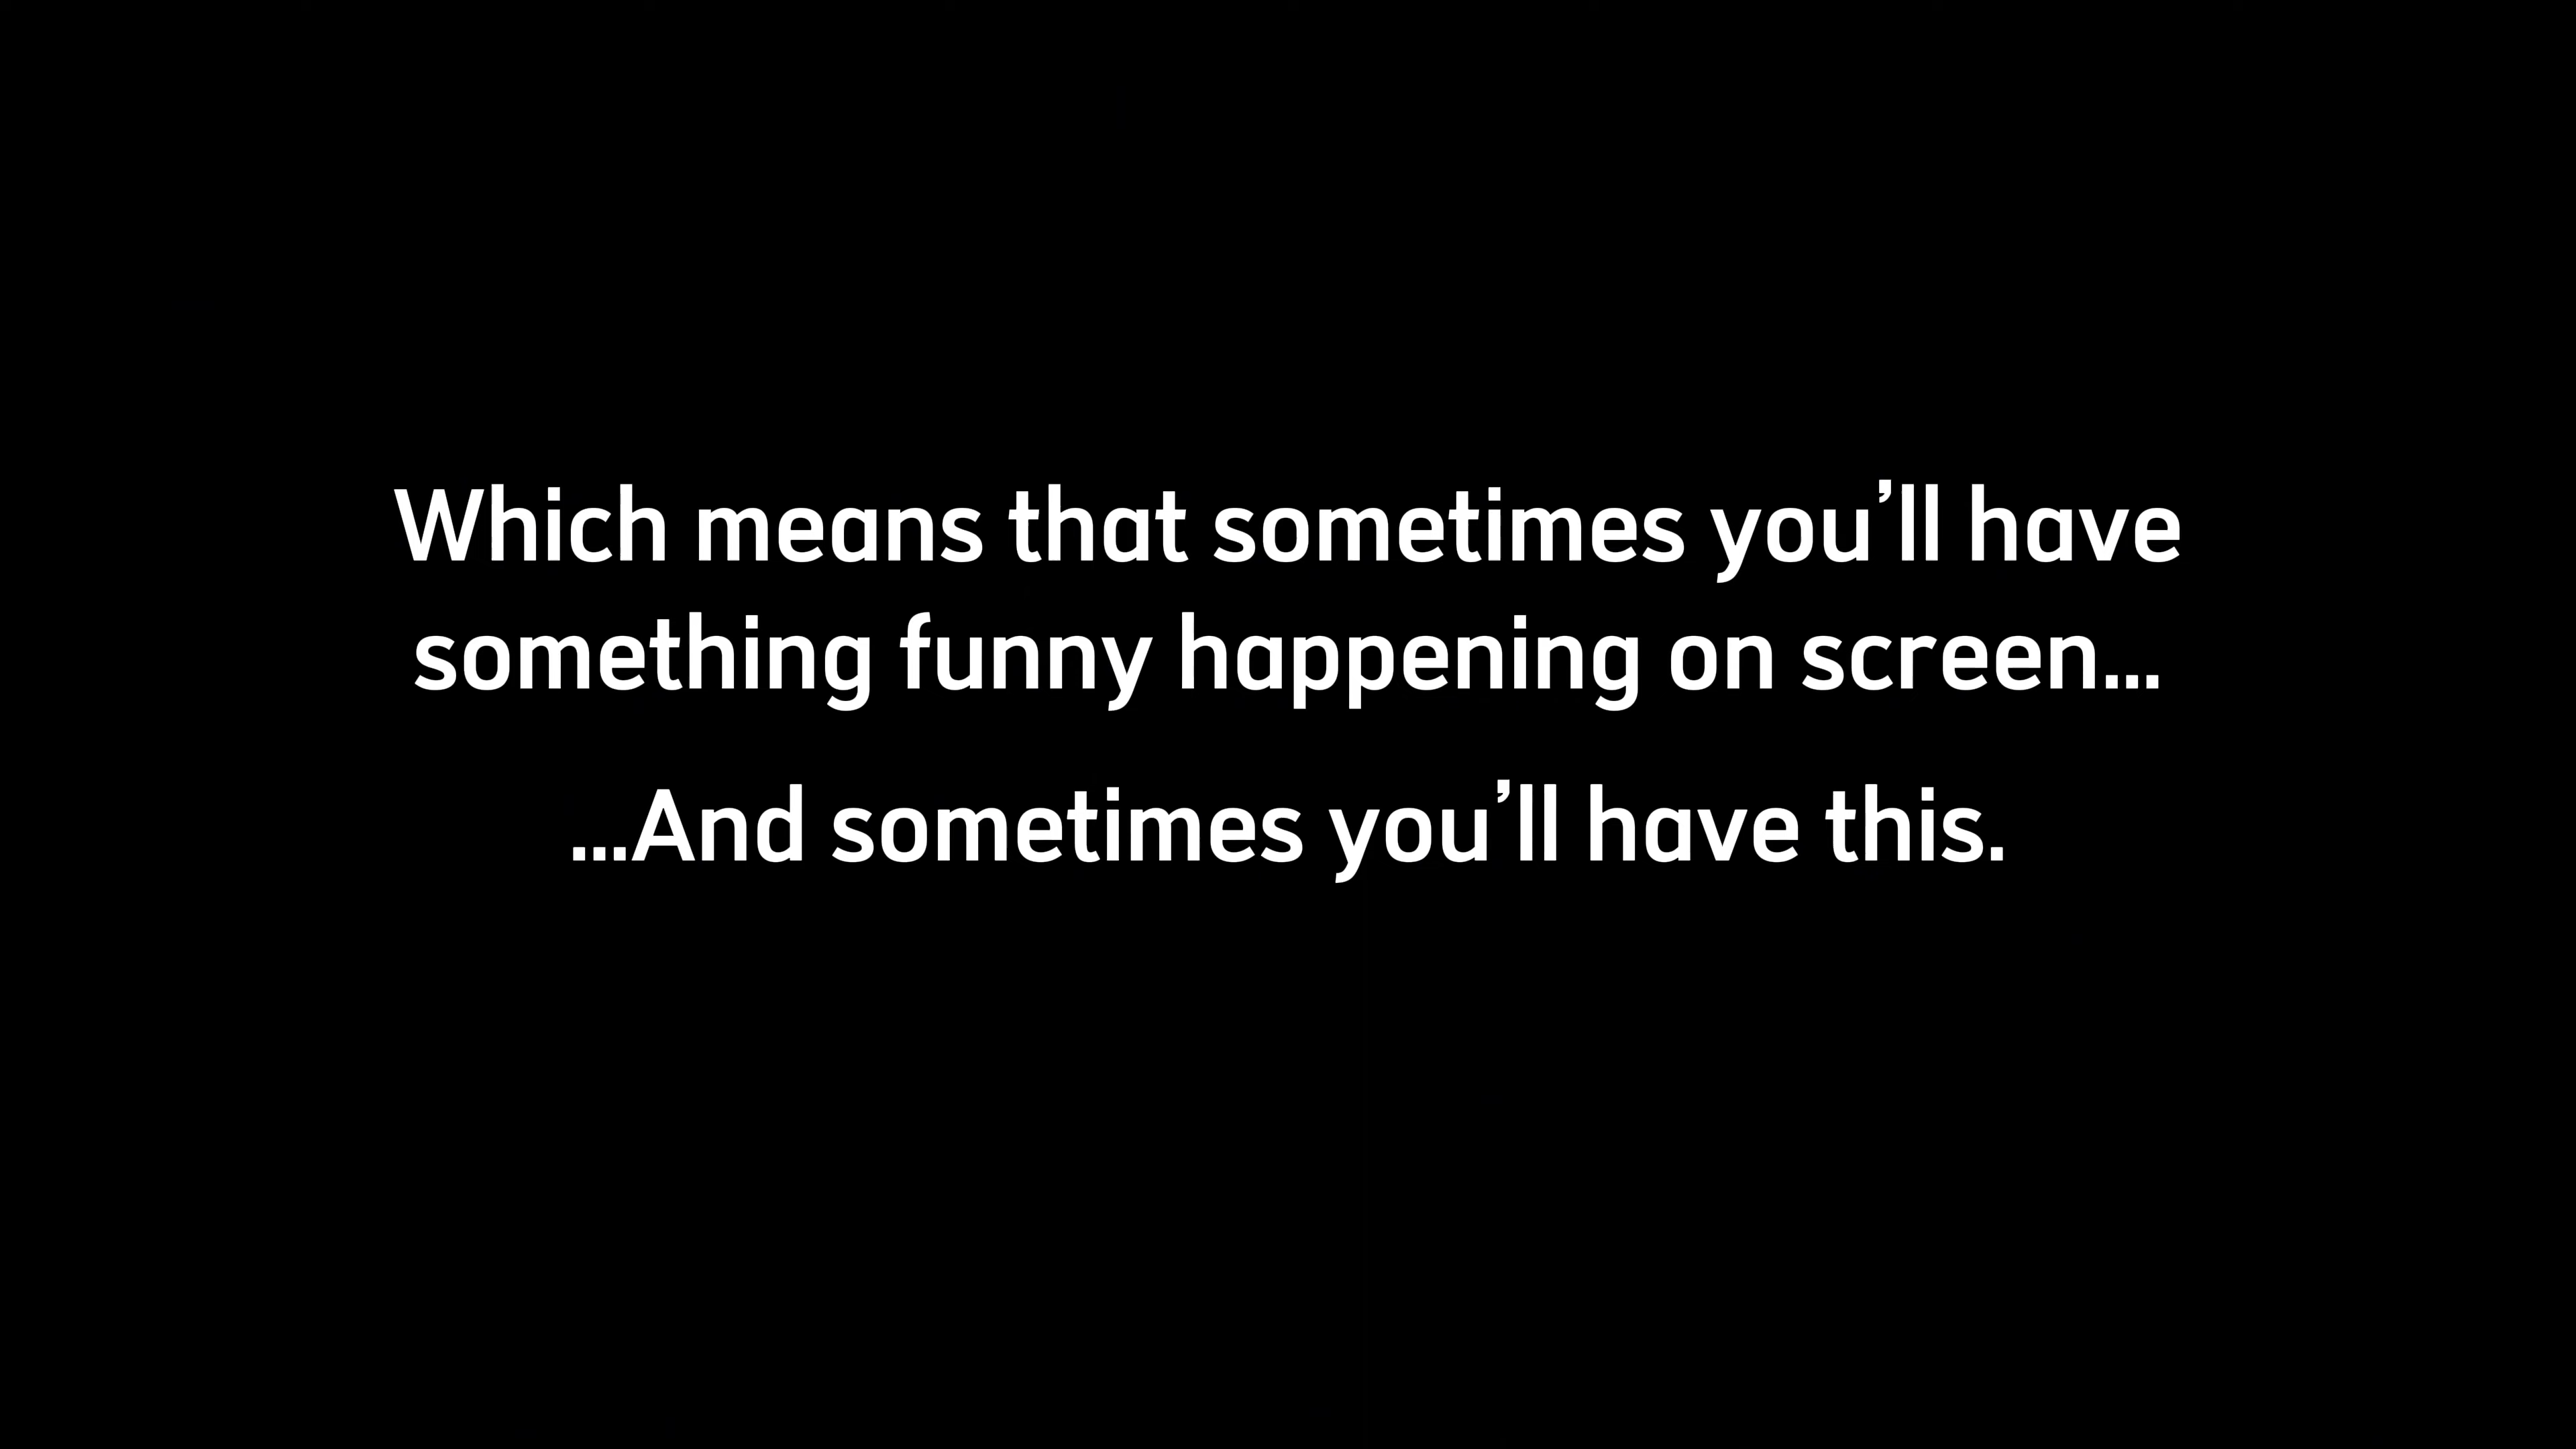 Which means that sometimes you’ll have
something funny happening on screen...
...And sometimes you’ll have this.